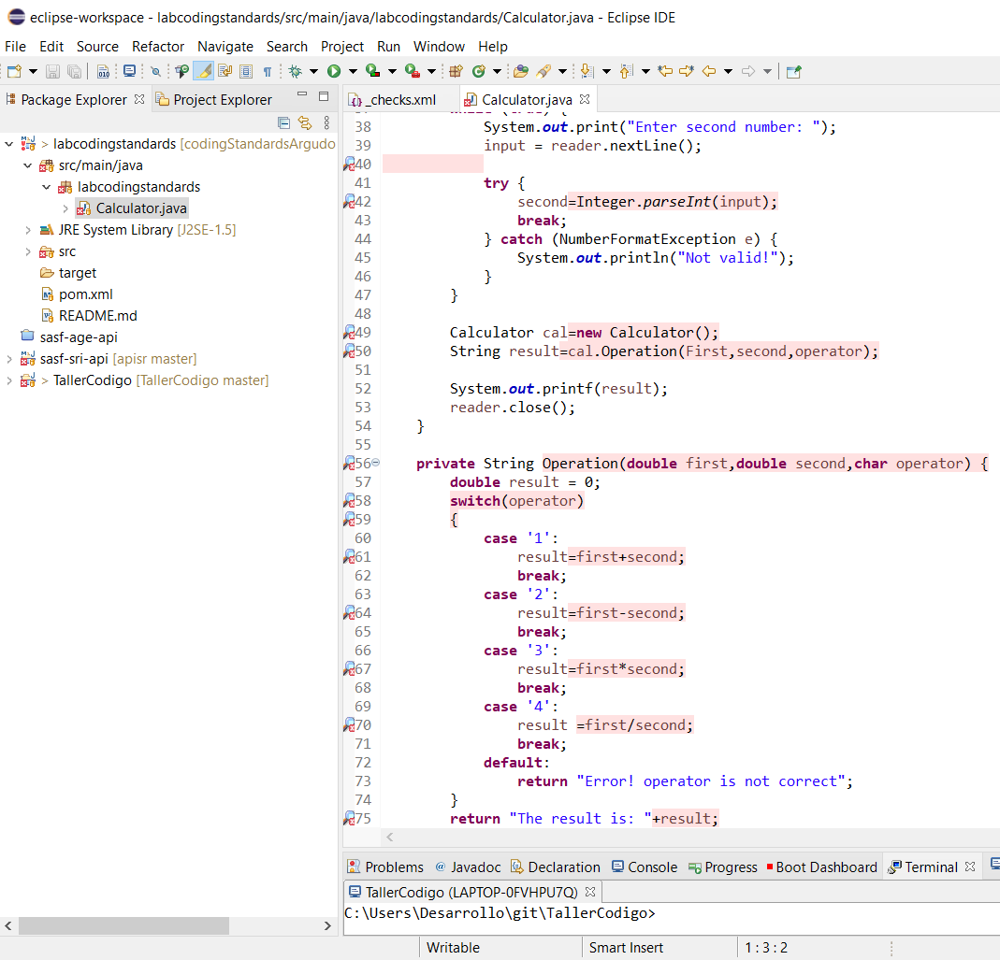 eclipse-workspace - labcodingstandards/src/main/java/labcodingstandards/Calculator.java - Eclipse IDE
File Edit Source Refactor Navigate Search Project Run Window Help
Package Explorer Project Explorer
> labcodingstandards [codingStandardsArgudo
src/main/java
labcodingstandards
Calculator.java
JRE System Library [J2SE-1.5]
src
target
pom.xml
README.md
sasf-age-api
sasf-sri-api [apisr master]
> TallerCodigo [TallerCodigo master]
_checks.xml Calculator.java
37 while (true) {
38 System.out.print("Enter second number: ");
39 input = reader.nextLine();
40
41 try {
42 second=Integer.parseInt(input);
43 break;
44 } catch (NumberFormatException e) {
45 System.out.println("Not valid!");
46 }
47 }
48
49 Calculator cal=new Calculator();
50 String result=cal.Operation(First,second,operator);
51
52 System.out.printf(result);
53 reader.close();
54 }
55
56 private String Operation(double first,double second,char operator) {
57 double result = 0;
58 switch(operator)
59 {
60 case '1':
61 result=first+second;
62 break;
63 case '2':
64 result=first-second;
65 break;
66 case '3':
67 result=first*second;
68 break;
69 case '4':
70 result =first/second;
71 break;
72 default:
73 return "Error! operator is not correct";
74 }
75 return "The result is: "+result;
Problems Javadoc Declaration Console Progress Boot Dashboard Terminal
TallerCodigo (LAPTOP-0FVHPU7Q)
C:\Users\Desarrollo\git\TallerCodigo>
Writable Smart Insert 1 : 3 : 2